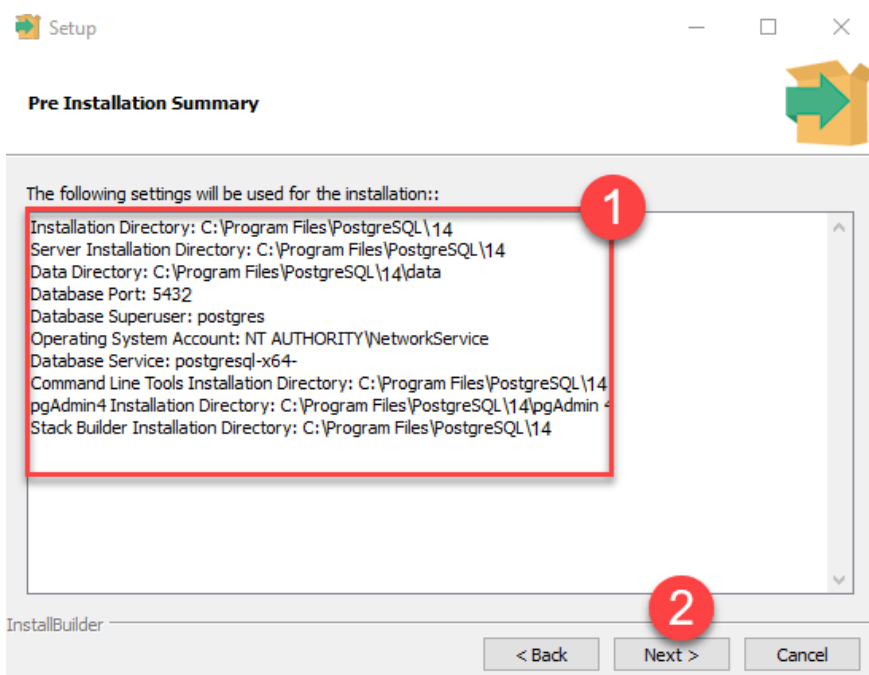 Setup
Pre Installation Summary
The following settings will be used for the installation::
1
Installation Directory: C:\Program Files\PostgreSQL\14
Server Installation Directory: C:\Program Files\PostgreSQL\14
Data Directory: C:\Program Files\PostgreSQL\14\data
Database Port: 5432
Database Superuser: postgres
Operating System Account: NT AUTHORITY\NetworkService
Database Service: postgresql-x64-
Command Line Tools Installation Directory: C:\Program Files\PostgreSQL\14
pgAdmin4 Installation Directory: C:\Program Files\PostgreSQL\14\pgAdmin 4
Stack Builder Installation Directory: C:\Program Files\PostgreSQL\14
2
InstallBuilder
< Back Next > Cancel